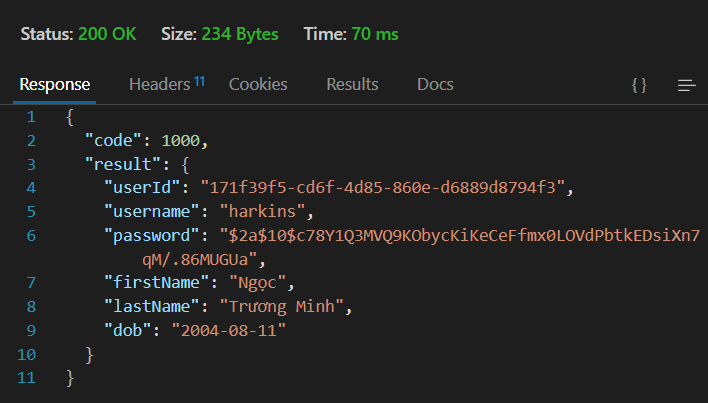 Status: 200 OK Size: 234 Bytes Time: 70 ms
Response Headers 11 Cookies Results Docs { }
1 {
2 "code": 1000,
3 "result": {
4 "userId": "171f39f5-cd6f-4d85-860e-d6889d8794f3",
5 "username": "harkins",
6 "password": "$2a$10$c78Y1Q3MVQ9KObycKiKeCeFfmx0LOVdPbtkEDsiXn7
qM/.86MUGUa",
7 "firstName": "Ngọc",
8 "lastName": "Trương Minh",
9 "dob": "2004-08-11"
10 }
11 }